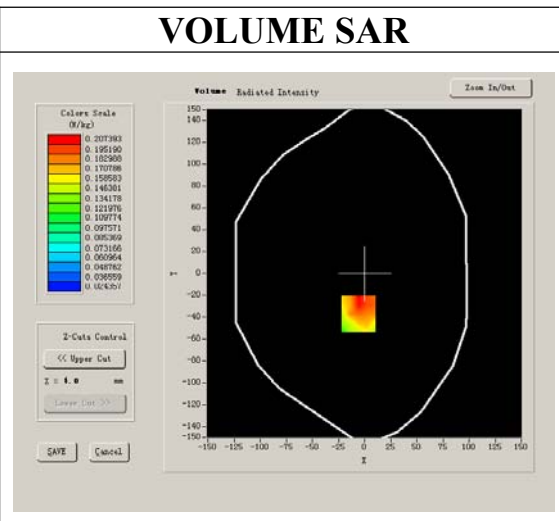 VOLUME SAR
Volume Radiated Intensity
Zoom In/Out
Colors Scale
(W/kg)
0.207393
0.195190
0.182988
0.170786
0.158583
0.146381
0.134178
0.121976
0.109774
0.097571
0.085369
0.073166
0.060964
0.048762
0.036559
0.024357
Z-Cuts Control
<< Upper Cut
Z = 4.0 mm
Lower Cut >>
SAVE Cancel
150
140
120
100
80
60
40
20
0
-20
-40
-60
-80
-100
-120
-140
-150
Y
-150 -125 -100 -75 -50 -25 0 25 50 75 100 125 150
X